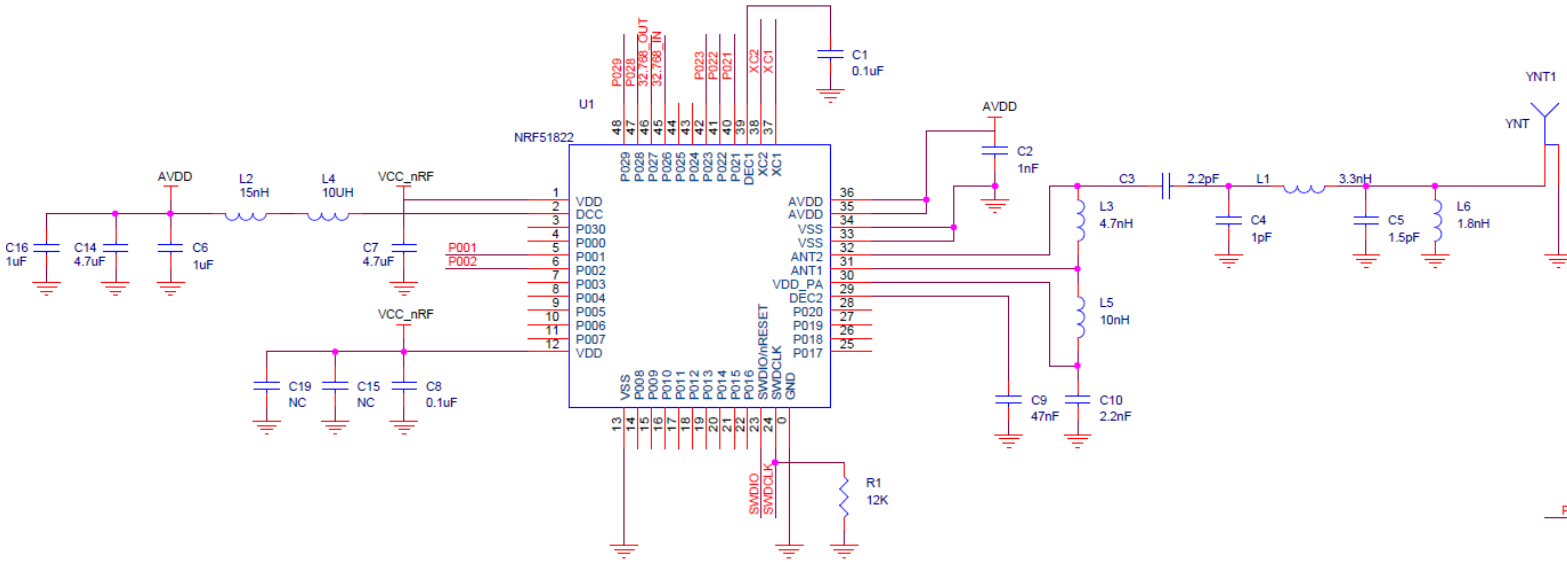 P029
P028
32.768_OUT
32.768_IN
P023
P022
P021
XC2
XC1
C1
0.1uF
U1
NRF51822
48
47
46
45
44
43
42
41
40
39
38
37
P029
P028
P027
P026
P025
P024
P023
P022
P021
DEC1
XC2
XC1
AVDD
L2
15nH
L4
10UH
VCC_nRF
C16
1uF
C14
4.7uF
C6
1uF
C7
4.7uF
P001
P002
1 VDD
2 DCC
3 P030
4 P000
5 P001
6 P002
7 P003
8 P004
9 P005
10 P006
11 P007
12 VDD
VCC_nRF
C19
NC
C15
NC
C8
0.1uF
AVDD 36
AVDD 35
VSS 34
VSS 33
ANT2 32
ANT1 31
VDD_PA 30
DEC2 29
P020 28
P019 27
P018 26
P017 25
VSS
P008
P009
P010
P011
P012
P013
P014
P015
P016
SWDIO/nRESET
SWDCLK
GND
13
14
15
16
17
18
19
20
21
22
23
24
0
SWDIO
SWDCLK
R1
12K
AVDD
C2
1nF
C3
2.2pF
L1
3.3nH
L3
4.7nH
C4
1pF
C5
1.5pF
L6
1.8nH
L5
10nH
C9
47nF
C10
2.2nF
YNT1
YNT